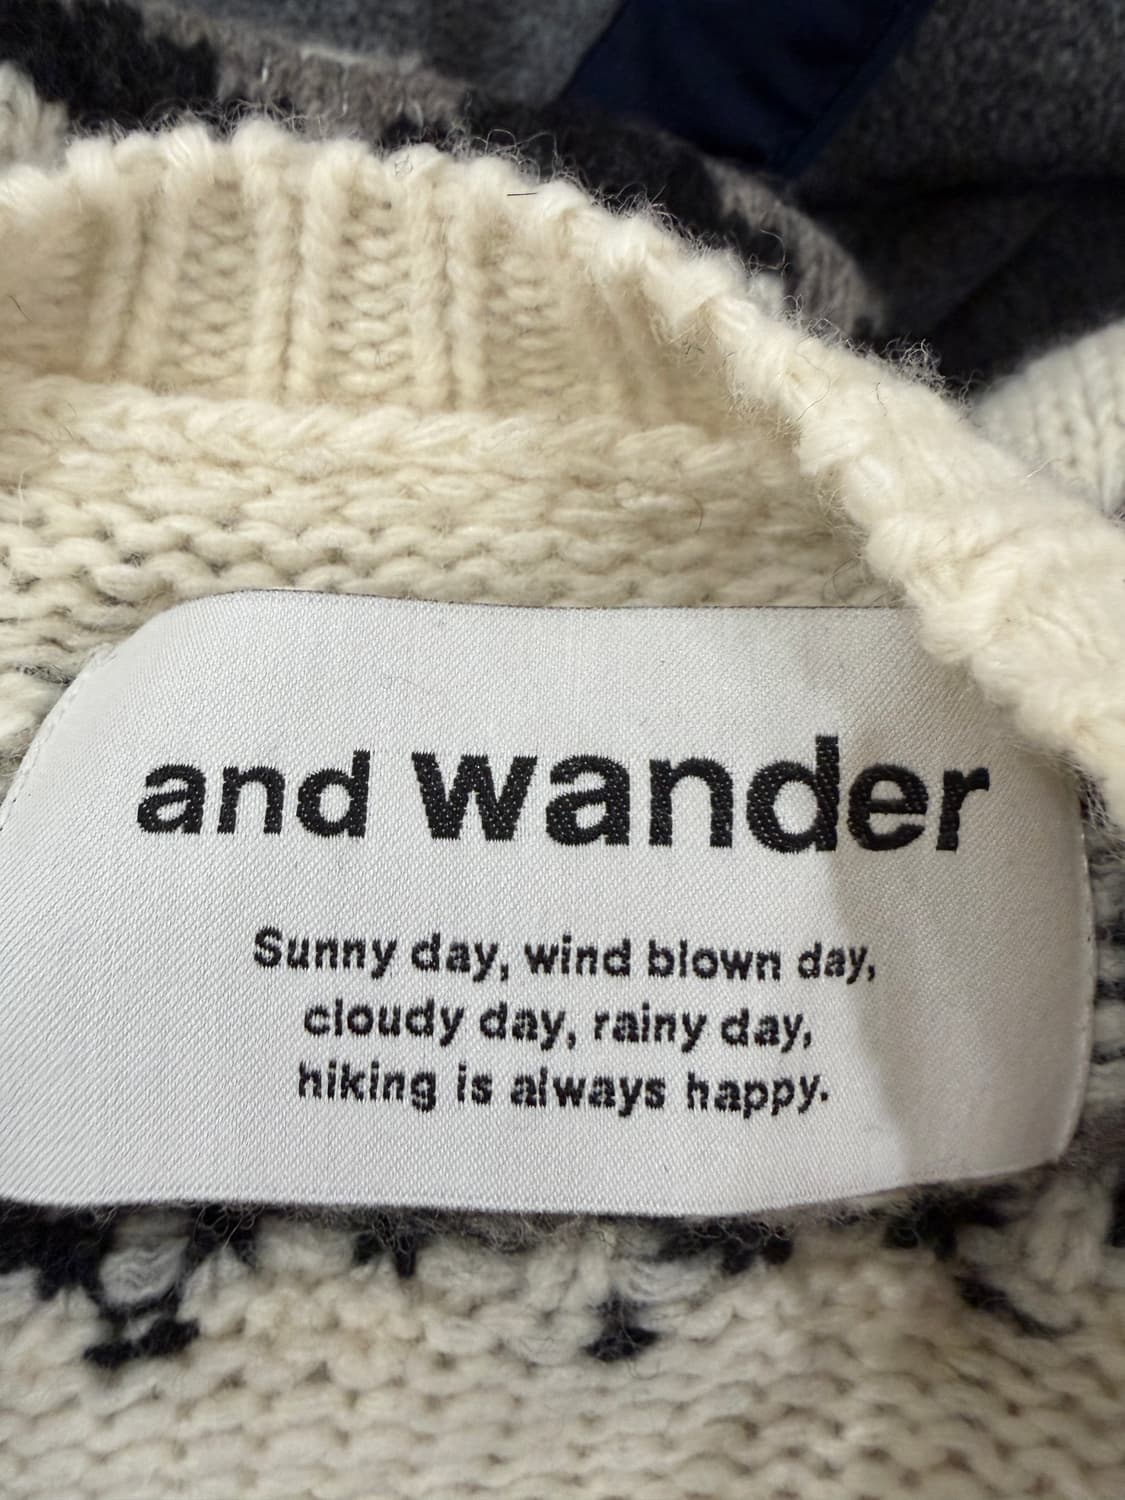 and wander
Sunny day, wind blown day,
cloudy day, rainy day,
hiking is always happy.